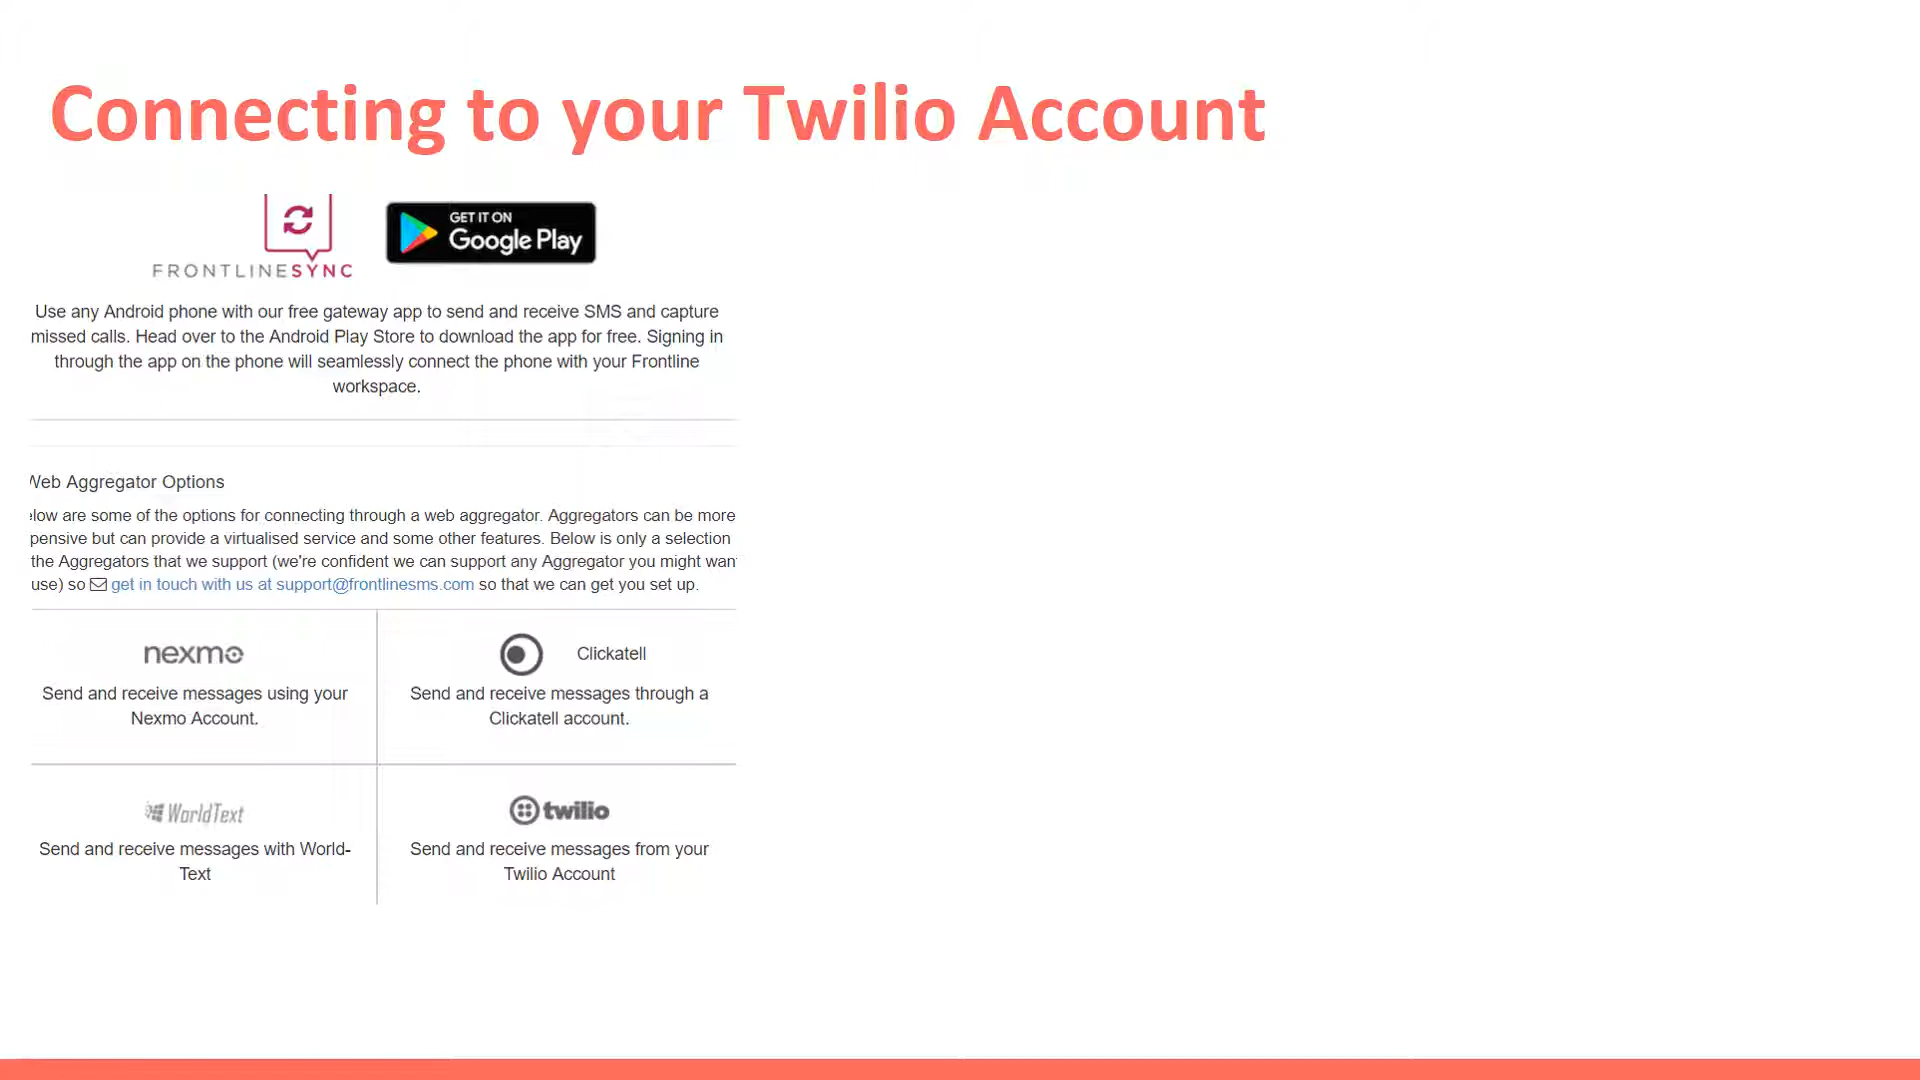 Connecting to your Twilio Account
FRONTLINESYNC
GET IT ON
Google Play
Use any Android phone with our free gateway app to send and receive SMS and capture
missed calls. Head over to the Android Play Store to download the app for free. Signing in
through the app on the phone will seamlessly connect the phone with your Frontline
workspace.
Web Aggregator Options
elow are some of the options for connecting through a web aggregator. Aggregators can be more
pensive but can provide a virtualised service and some other features. Below is only a selection
the Aggregators that we support (we're confident we can support any Aggregator you might wan
use) so get in touch with us at support@frontlinesms.com so that we can get you set up.
nexmo
Clickatell
Send and receive messages using your
Nexmo Account.
Send and receive messages through a
Clickatell account.
WorldText
twilio
Send and receive messages with World-
Text
Send and receive messages from your
Twilio Account